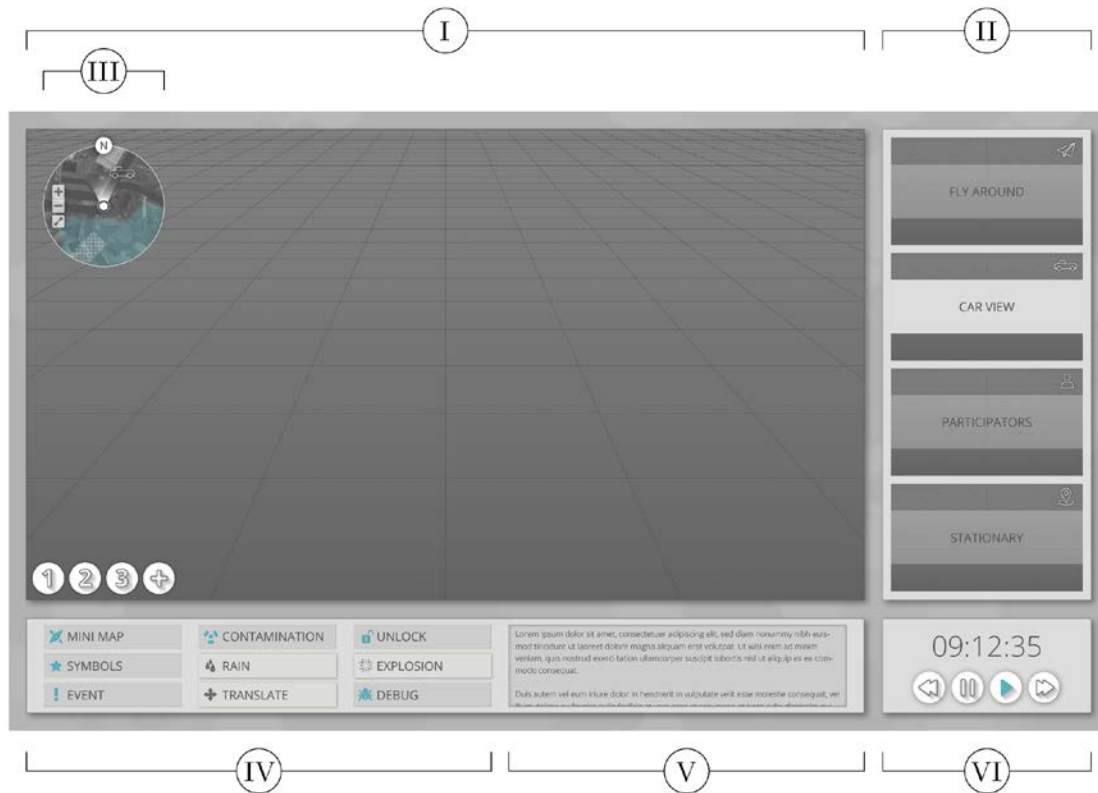 I
II
III
N
FLY AROUND
CAR VIEW
PARTICIPATORS
STATIONARY
1 2 3 +
MINI MAP
CONTAMINATION
UNLOCK
SYMBOLS
RAIN
EXPLOSION
EVENT
TRANSLATE
DEBUG
Lorem ipsum dolor sit amet, consectetuer adipiscing elit, sed diam nonummy nibh euis-
mod tincidunt ut laoreet dolore magna aliquam erat volutpat. Ut wisi enim ad minim
veniam, quis nostrud exerci tation ullamcorper suscipit lobortis nisl ut aliquip ex ea com-
modo consequat.
Duis autem vel eum iriure dolor in hendrerit in vulputate velit esse molestie consequat, vel
09:12:35
IV
V
VI